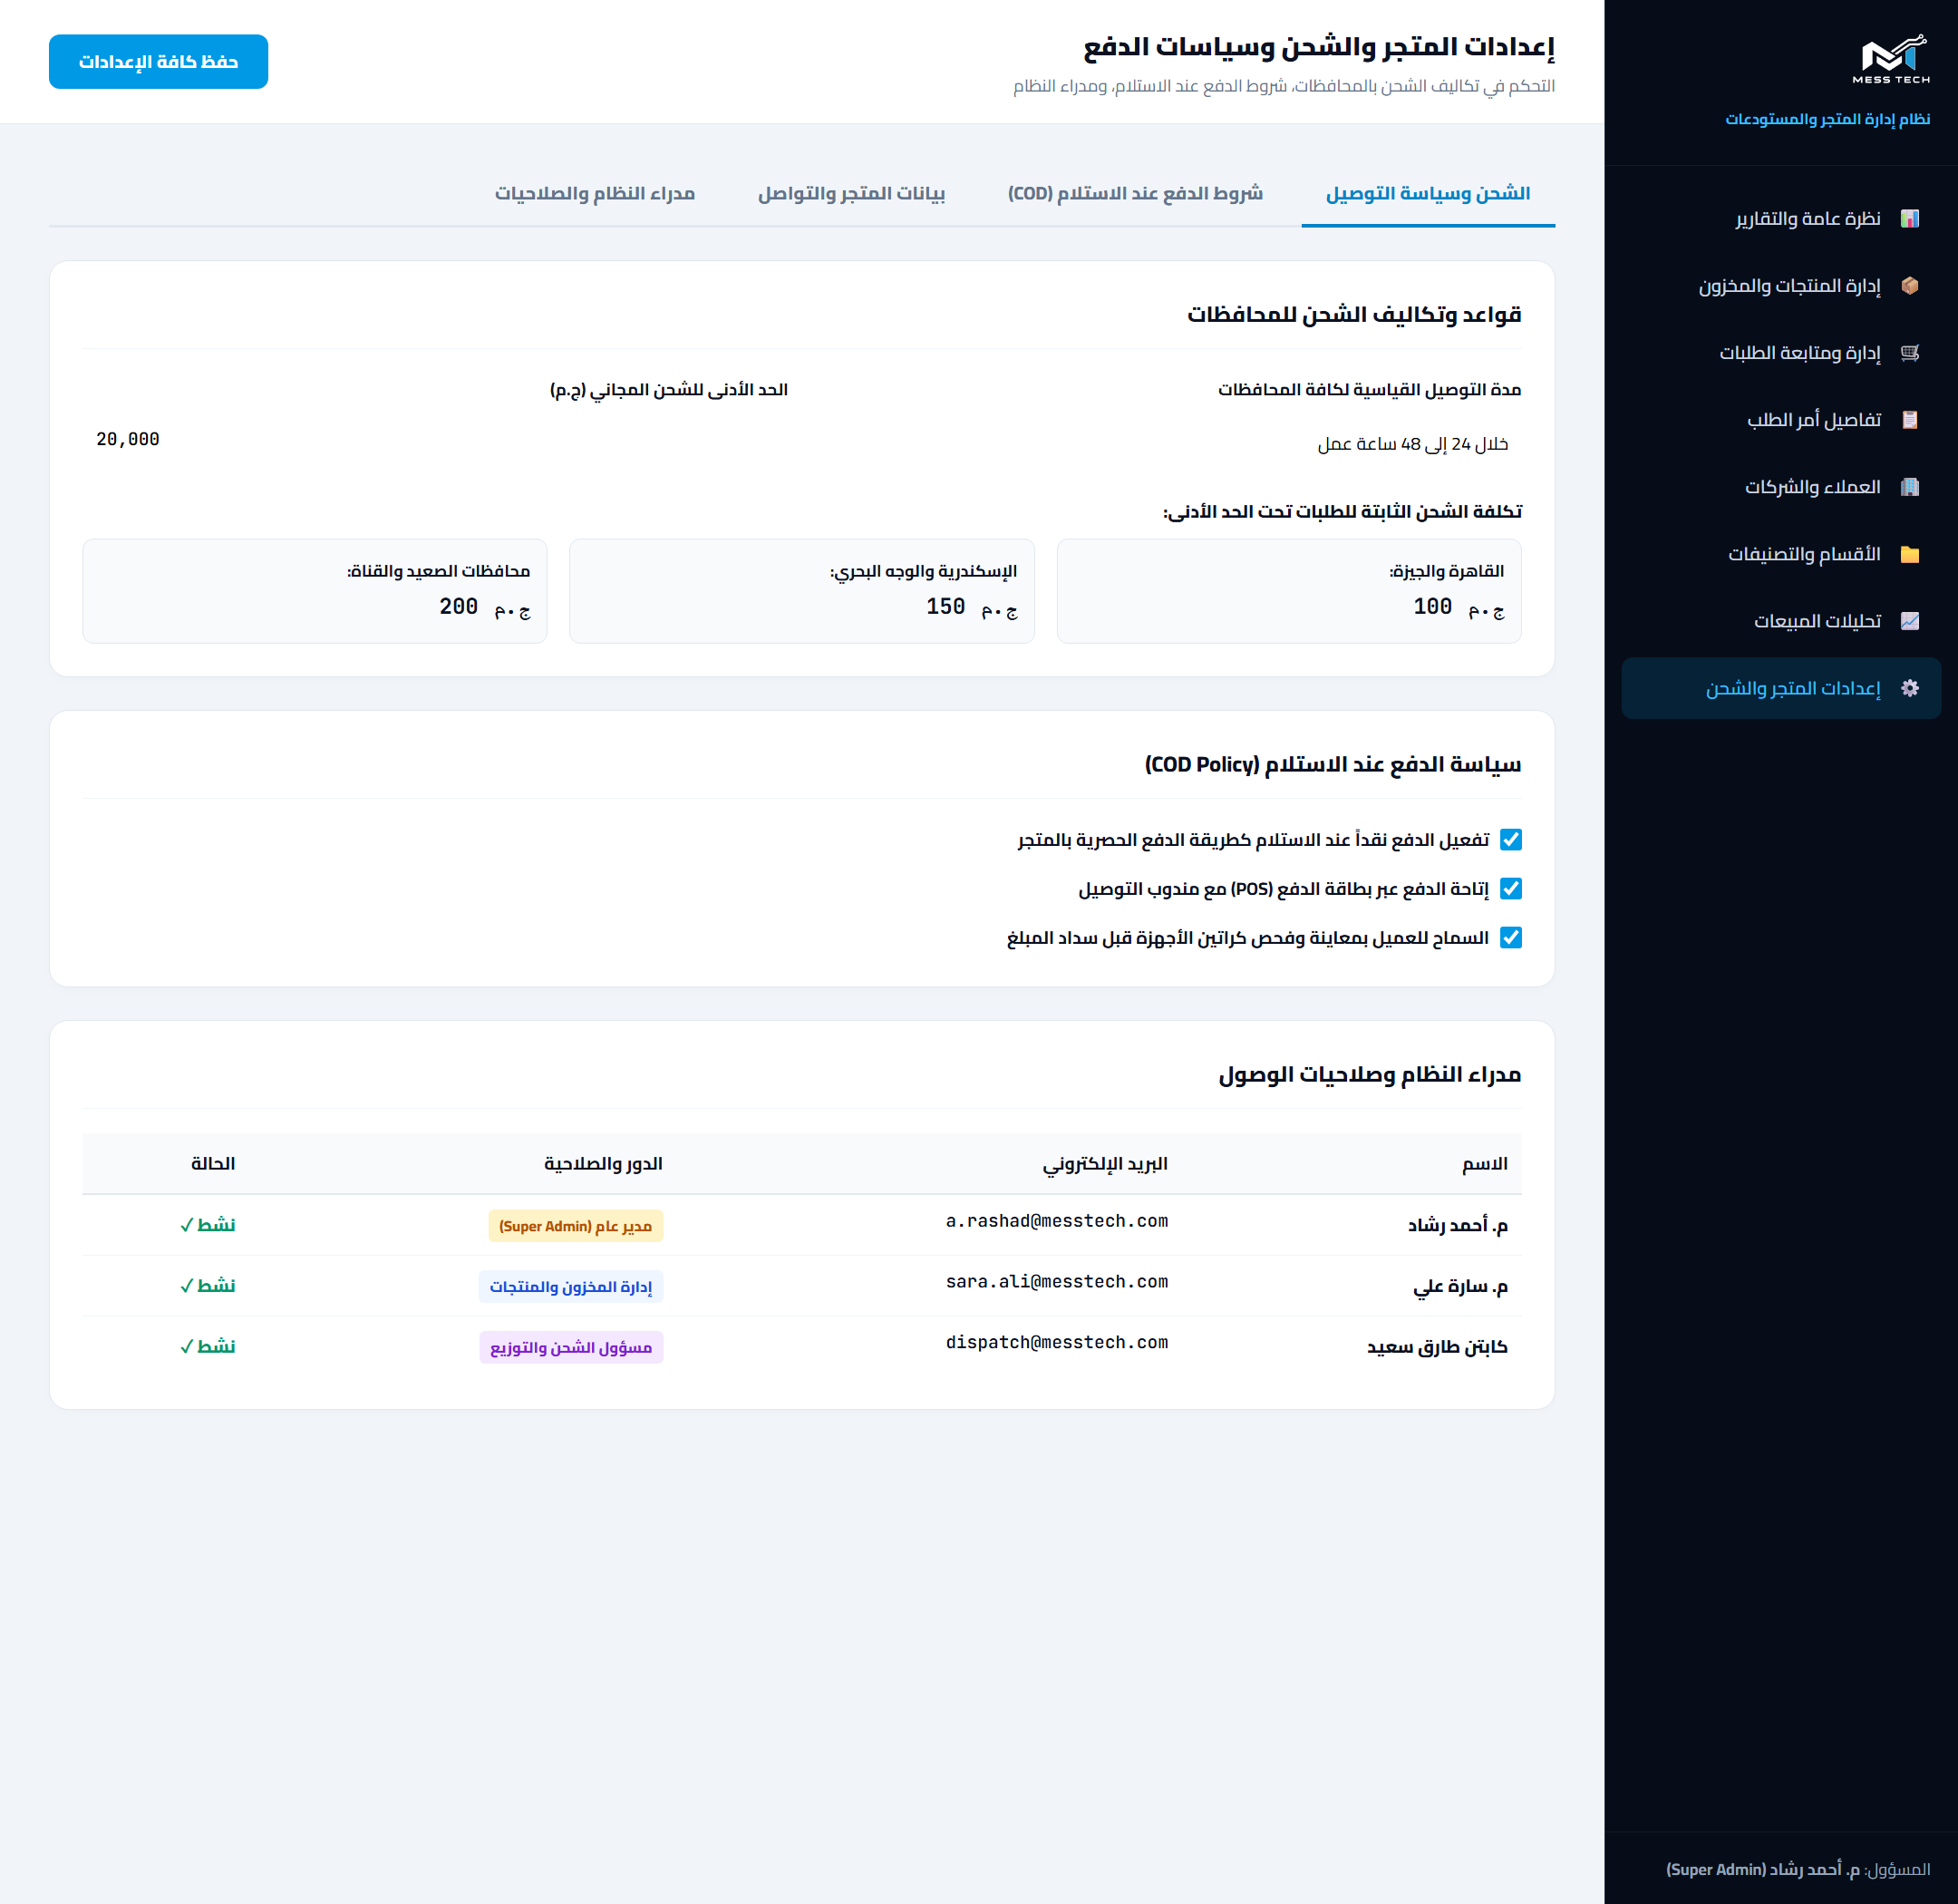 MESS TECH
نظام إدارة المتجر والمستودعات
نظرة عامة والتقارير
إدارة المنتجات والمخزون
إدارة ومتابعة الطلبات
تفاصيل أمر الطلب
العملاء والشركات
الأقسام والتصنيفات
تحليلات المبيعات
إعدادات المتجر والشحن
المسؤول: م. أحمد رشاد (Super Admin)
إعدادات المتجر والشحن وسياسات الدفع
التحكم في تكاليف الشحن بالمحافظات، شروط الدفع عند الاستلام، ومدراء النظام
حفظ كافة الإعدادات
الشحن وسياسة التوصيل
شروط الدفع عند الاستلام (COD)
بيانات المتجر والتواصل
مدراء النظام والصلاحيات
قواعد وتكاليف الشحن للمحافظات
مدة التوصيل القياسية لكافة المحافظات
خلال 24 إلى 48 ساعة عمل
الحد الأدنى للشحن المجاني (ج.م)
20,000
تكلفة الشحن الثابتة للطلبات تحت الحد الأدنى:
القاهرة والجيزة:
ج.م 100
الإسكندرية والوجه البحري:
ج.م 150
محافظات الصعيد والقناة:
ج.م 200
سياسة الدفع عند الاستلام (COD Policy)
تفعيل الدفع نقداً عند الاستلام كطريقة الدفع الحصرية بالمتجر
إتاحة الدفع عبر بطاقة الدفع (POS) مع مندوب التوصيل
السماح للعميل بمعاينة وفحص كراتين الأجهزة قبل سداد المبلغ
مدراء النظام وصلاحيات الوصول
الاسم البريد الإلكتروني الدور والصلاحية الحالة
م. أحمد رشاد a.rashad@messtech.com مدير عام (Super Admin) نشط ✓
م. سارة علي sara.ali@messtech.com إدارة المخزون والمنتجات نشط ✓
كابتن طارق سعيد dispatch@messtech.com مسؤول الشحن والتوزيع نشط ✓